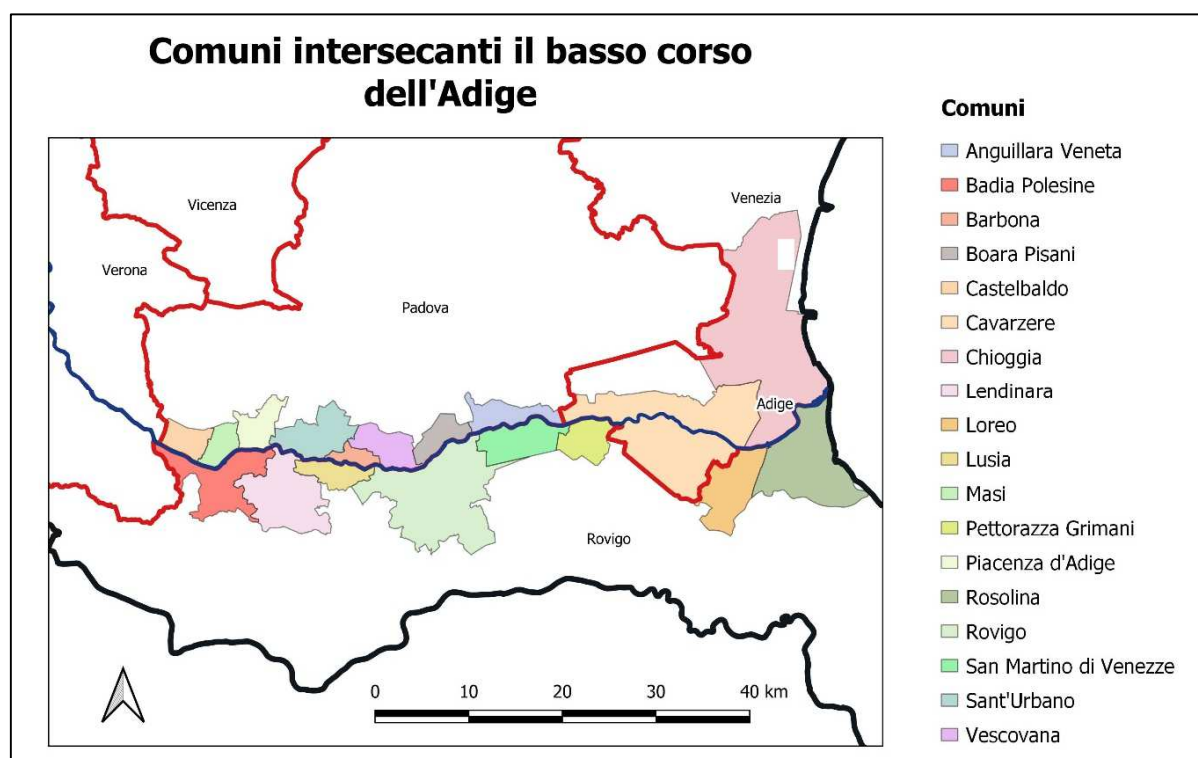 Comuni intersecanti il basso corso
dell'Adige
Vicenza
Venezia
Verona
Padova
Adige
Rovigo
0 10 20 30 40 km
Comuni
Anguillara Veneta
Badia Polesine
Barbona
Boara Pisani
Castelbaldo
Cavarzere
Chioggia
Lendinara
Loreo
Lusia
Masi
Pettorazza Grimani
Piacenza d'Adige
Rosolina
Rovigo
San Martino di Venezze
Sant'Urbano
Vescovana